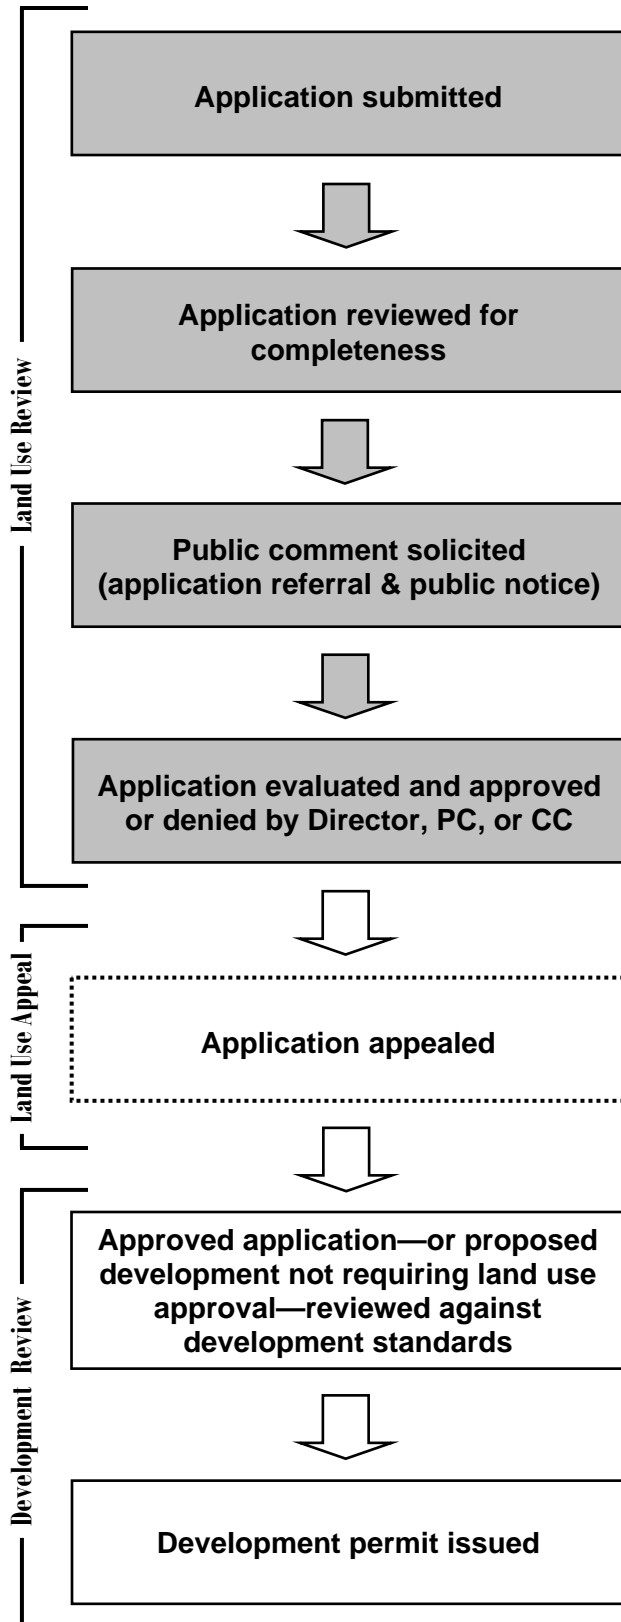 Land Use Review
Application submitted
Application reviewed for
completeness
Public comment solicited
(application referral & public notice)
Application evaluated and approved
or denied by Director, PC, or CC
Land Use Appeal
Application appealed
Development Review
Approved application—or proposed
development not requiring land use
approval—reviewed against
development standards
Development permit issued